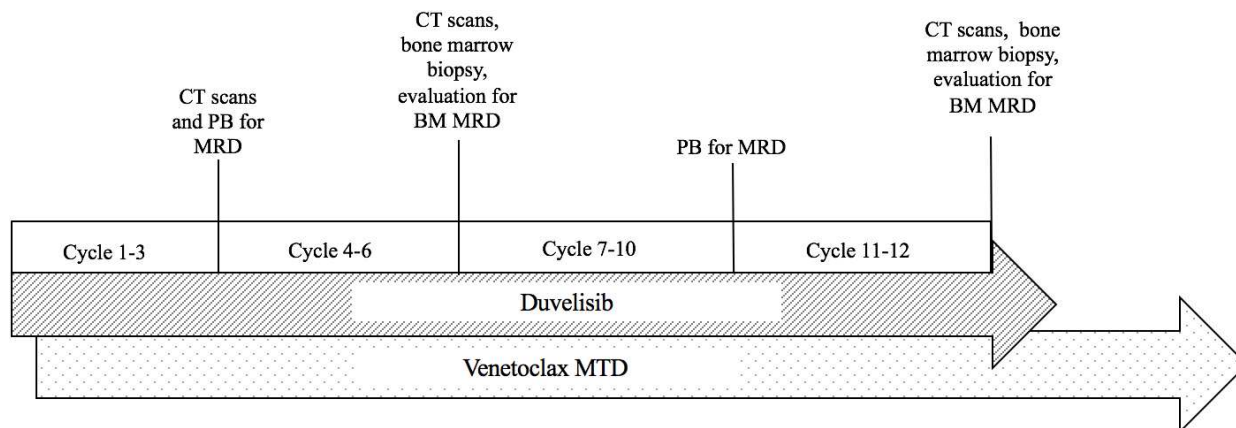 CT scans
and PB for
MRD
CT scans,
bone marrow
biopsy,
evaluation for
BM MRD
PB for MRD
CT scans, bone
marrow biopsy,
evaluation for
BM MRD
Cycle 1-3
Cycle 4-6
Cycle 7-10
Cycle 11-12
Duvelisib
Venetoclax MTD